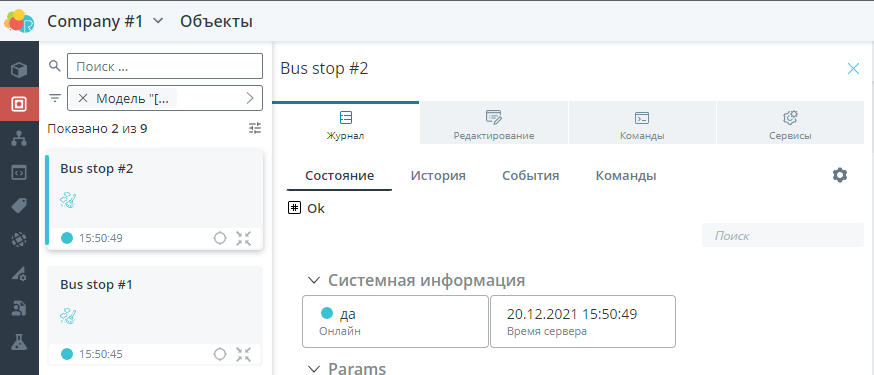 Company #1 Объекты
Поиск ...
Модель "[...
Показано 2 из 9
Bus stop #2
15:50:49
Bus stop #1
15:50:45
Bus stop #2
Журнал Редактирование Команды Сервисы
Состояние История События Команды
Ok
Поиск
Системная информация
да
Онлайн
20.12.2021 15:50:49
Время сервера
Params